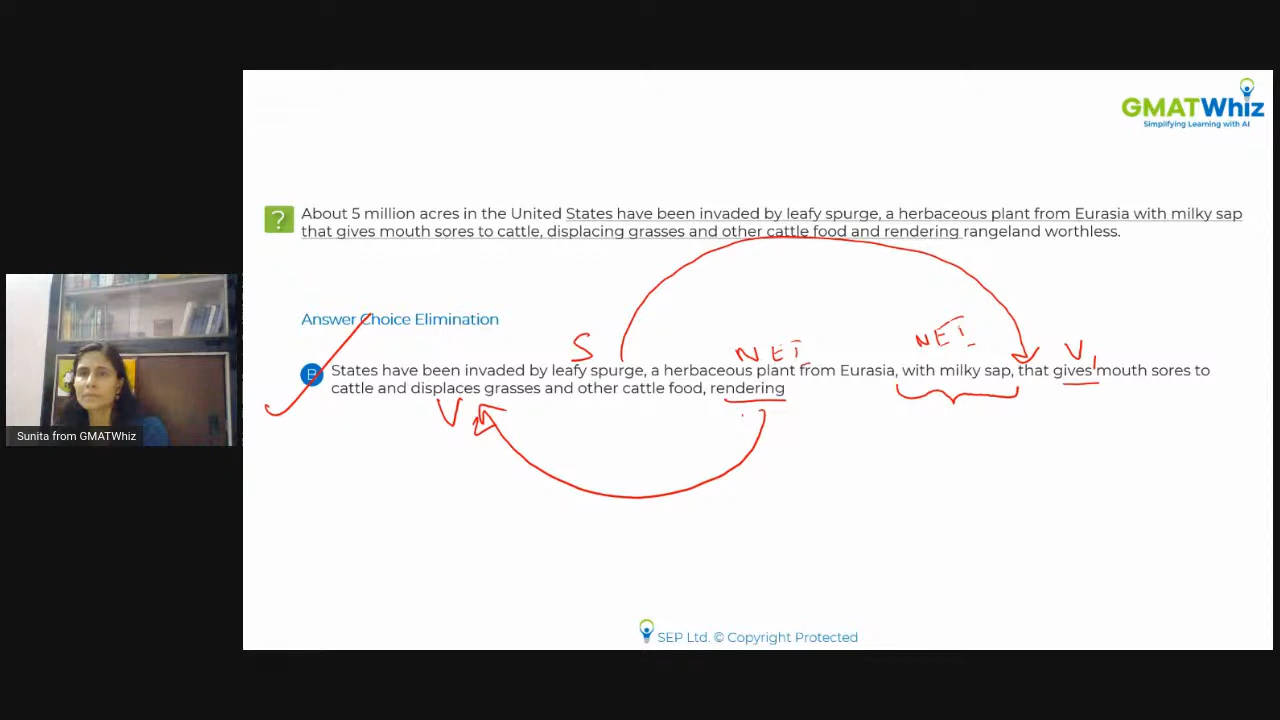 GMATWhiz
Simplifying Learning with AI
? About 5 million acres in the United States have been invaded by leafy spurge, a herbaceous plant from Eurasia with milky sap
that gives mouth sores to cattle, displacing grasses and other cattle food and rendering rangeland worthless.
Answer Choice Elimination
S
NET
NET
V1
B States have been invaded by leafy spurge, a herbaceous plant from Eurasia, with milky sap, that gives mouth sores to
cattle and displaces grasses and other cattle food, rendering
V
Sunita from GMATWhiz
SEP Ltd. © Copyright Protected